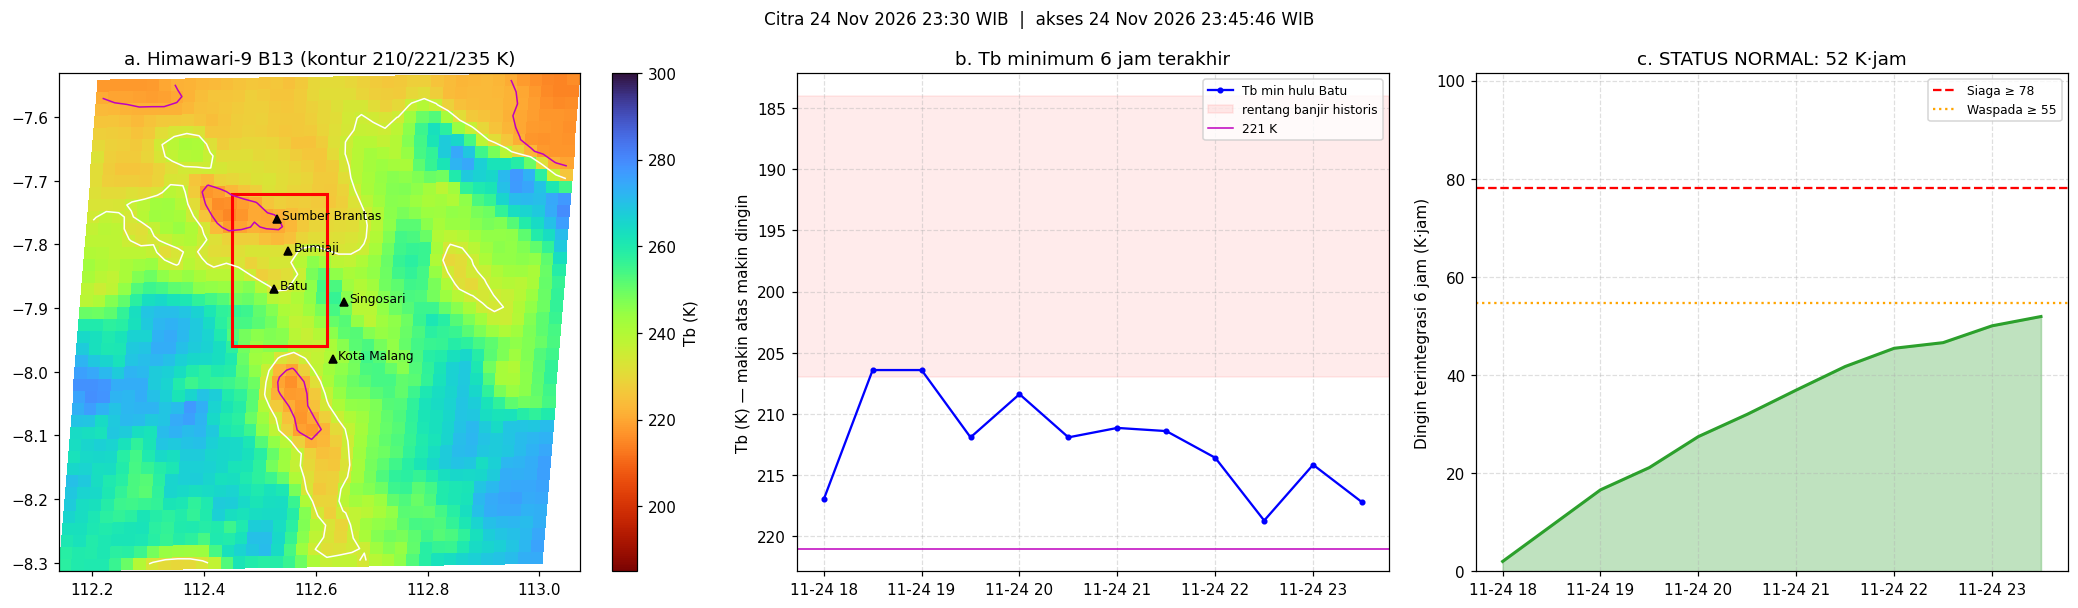 Citra 24 Nov 2026 23:30 WIB | akses 24 Nov 2026 23:45:46 WIB
a. Himawari-9 B13 (kontur 210/221/235 K)
−7.6
−7.7
−7.8
−7.9
−8.0
−8.1
−8.2
−8.3
112.2
112.4
112.6
112.8
113.0
Sumber Brantas
Bumiaji
Batu
Singosari
Kota Malang
300
280
260
240
220
200
Tb (K)
b. Tb minimum 6 jam terakhir
Tb (K) — makin atas makin dingin
185
190
195
200
205
210
215
220
Tb min hulu Batu
rentang banjir historis
221 K
11-24 18
11-24 19
11-24 20
11-24 21
11-24 22
11-24 23
c. STATUS NORMAL: 52 K·jam
Dingin terintegrasi 6 jam (K·jam)
100
80
60
40
20
0
Siaga ≥ 78
Waspada ≥ 55
11-24 18
11-24 19
11-24 20
11-24 21
11-24 22
11-24 23